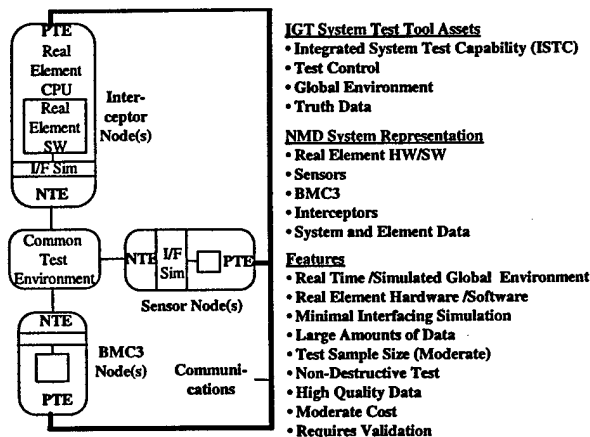 PTE
Real
Element
CPU
Real
Element
SW
I/F Sim
NTE
Inter-
ceptor
Node(s)
Common
Test
Environment
NTE
I/F
Sim
PTE
Sensor Node(s)
NTE
PTE
BMC3
Node(s)
Communi-
cations
IGT System Test Tool Assets
• Integrated System Test Capability (ISTC)
• Test Control
• Global Environment
• Truth Data
NMD System Representation
• Real Element HW/SW
• Sensors
• BMC3
• Interceptors
• System and Element Data
Features
• Real Time /Simulated Global Environment
• Real Element Hardware /Software
• Minimal Interfacing Simulation
• Large Amounts of Data
• Test Sample Size (Moderate)
• Non-Destructive Test
• High Quality Data
• Moderate Cost
• Requires Validation